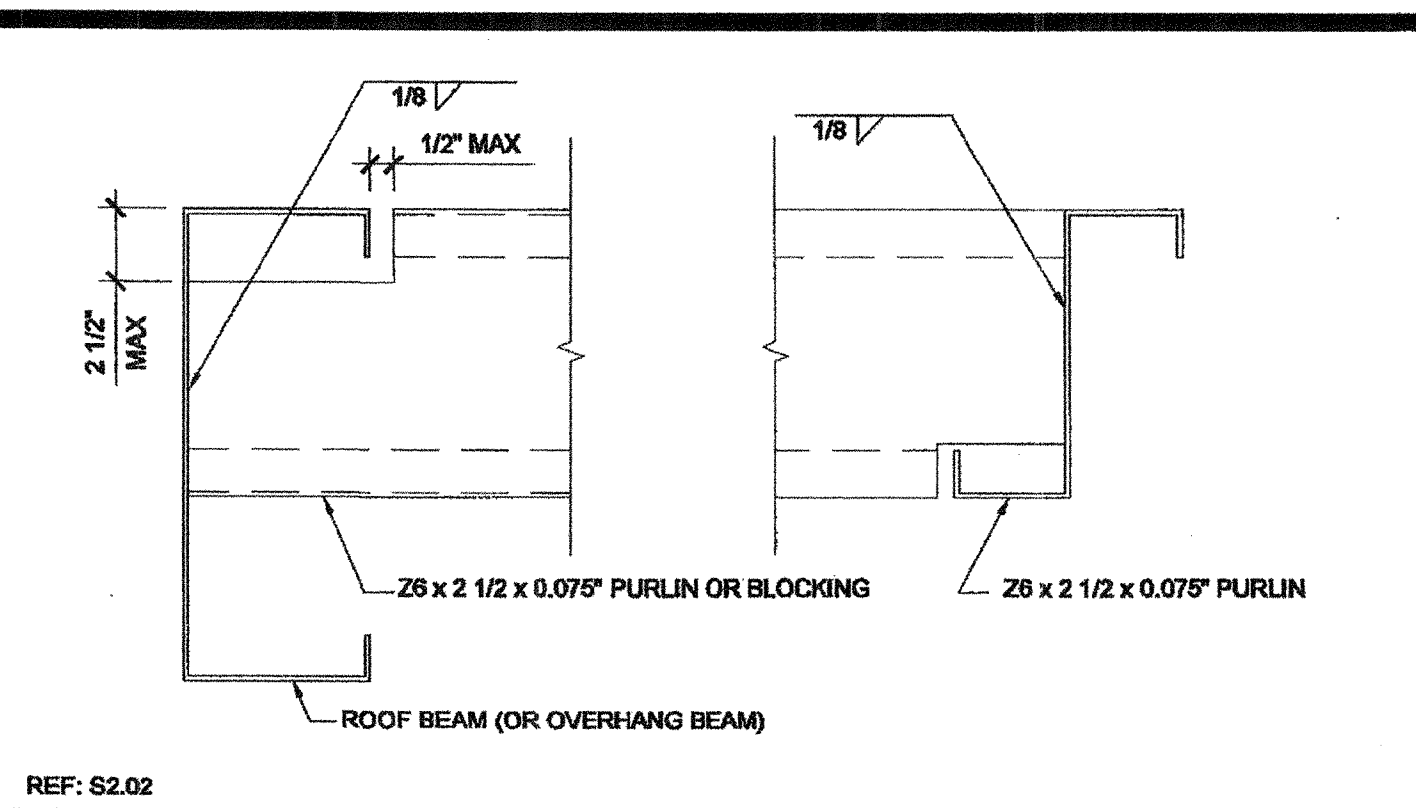 1/8
1/2" MAX
1/8
2 1/2"
MAX
Z6 x 2 1/2 x 0.075" PURLIN OR BLOCKING
Z6 x 2 1/2 x 0.075" PURLIN
ROOF BEAM (OR OVERHANG BEAM)
REF: S2.02